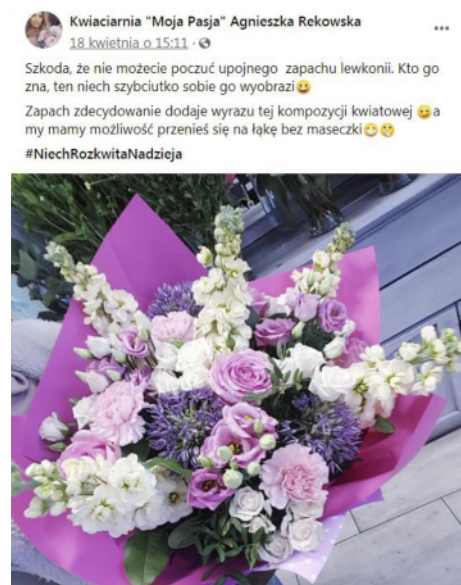 Kwiaciarnia "Moja Pasja" Agnieszka Rekowska
18 kwietnia o 15:11 ·
Szkoda, że nie możecie poczuć upojnego zapachu lewkonii. Kto go
zna, ten niech szybciutko sobie go wyobrazi😀
Zapach zdecydowanie dodaje wyrazu tej kompozycji kwiatowej 😉a
my mamy możliwość przenieś się na łąkę bez maseczki😷🤭
#NiechRozkwitaNadzieja